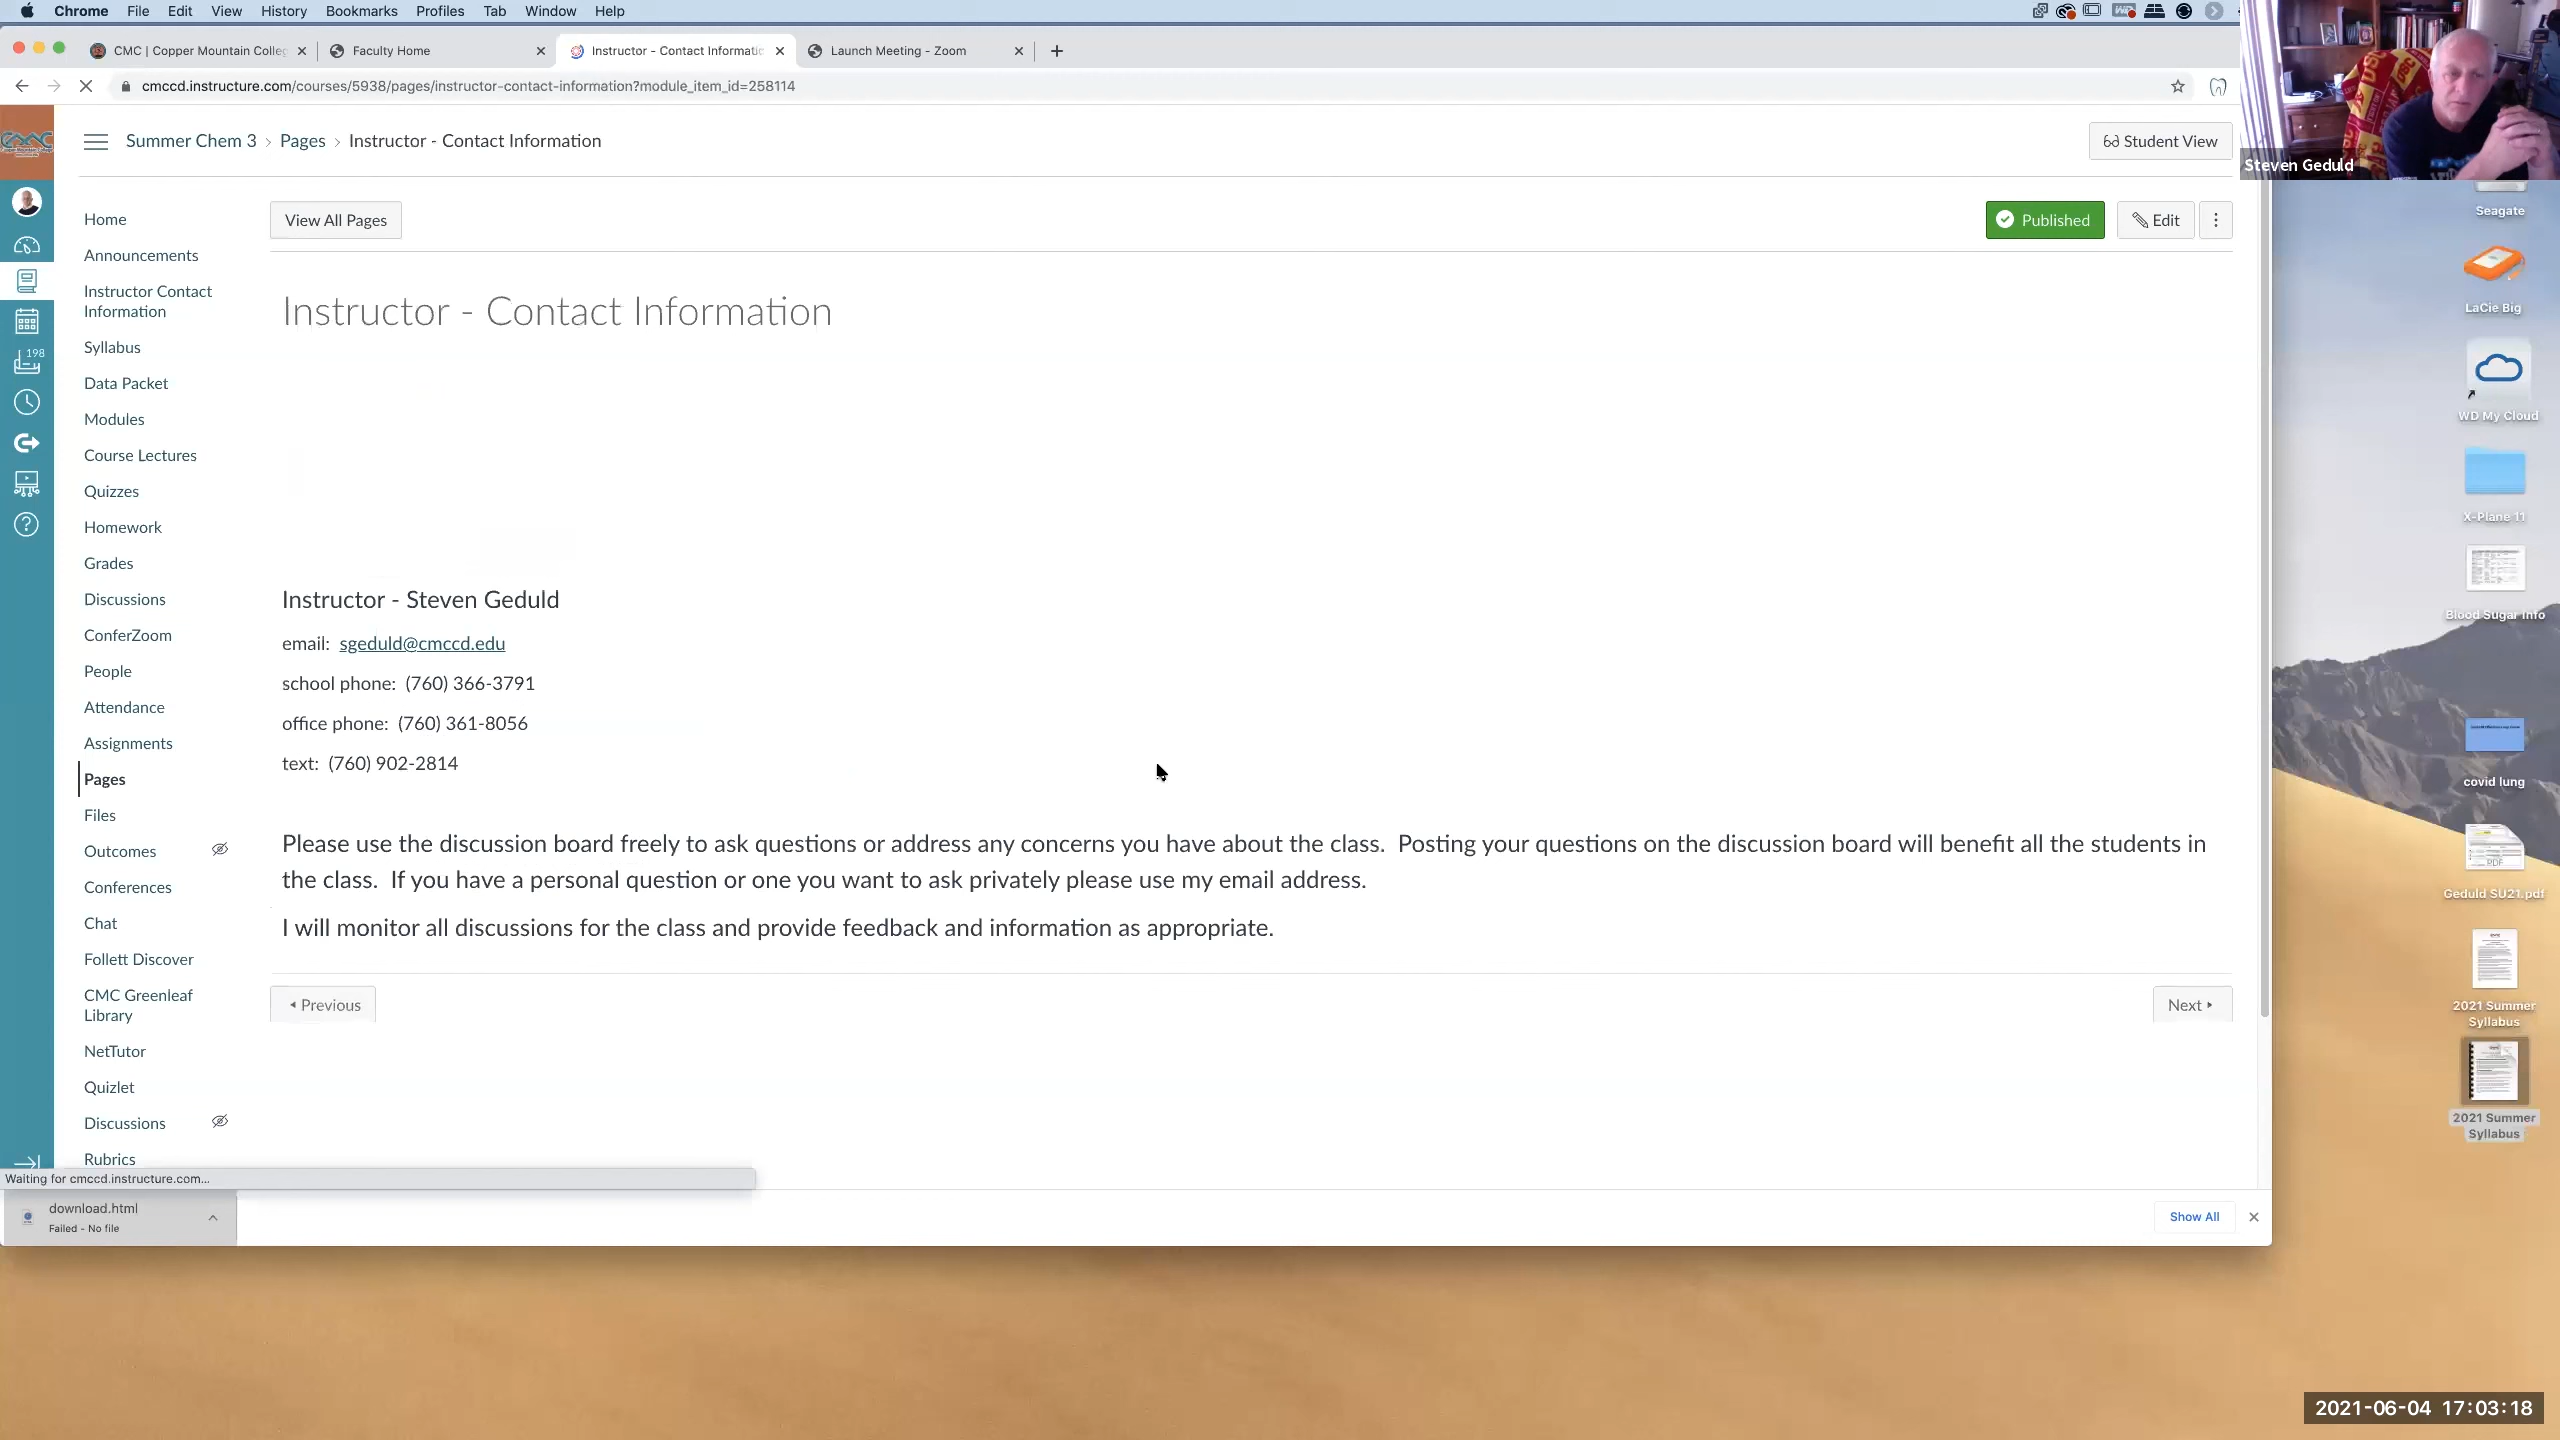 Chrome File Edit View History Bookmarks Profiles Tab Window Help
CMC | Copper Mountain Colleg
Faculty Home
Instructor - Contact Informatic
Launch Meeting - Zoom
cmccd.instructure.com/courses/5938/pages/instructor-contact-information?module_item_id=258114
Steven Geduld
Summer Chem 3 › Pages › Instructor - Contact Information
Student View
Home
Announcements
Instructor Contact
Information
Syllabus
Data Packet
Modules
Course Lectures
Quizzes
Homework
Grades
Discussions
ConferZoom
People
Attendance
Assignments
Pages
Files
Outcomes
Conferences
Chat
Follett Discover
CMC Greenleaf
Library
NetTutor
Quizlet
Discussions
Rubrics
198
View All Pages
Published
Edit
Instructor - Contact Information
Instructor - Steven Geduld
email: sgeduld@cmccd.edu
school phone: (760) 366-3791
office phone: (760) 361-8056
text: (760) 902-2814
Please use the discussion board freely to ask questions or address any concerns you have about the class. Posting your questions on the discussion board will benefit all the students in
the class. If you have a personal question or one you want to ask privately please use my email address.
I will monitor all discussions for the class and provide feedback and information as appropriate.
Previous
Next
Waiting for cmccd.instructure.com...
download.html
Failed - No file
Show All
Seagate
LaCie Big
WD My Cloud
X-Plane 11
Blood Sugar Info
covid lung
PDF
Geduld SU21.pdf
2021 Summer
Syllabus
2021 Summer
Syllabus
2021-06-04 17:03:18